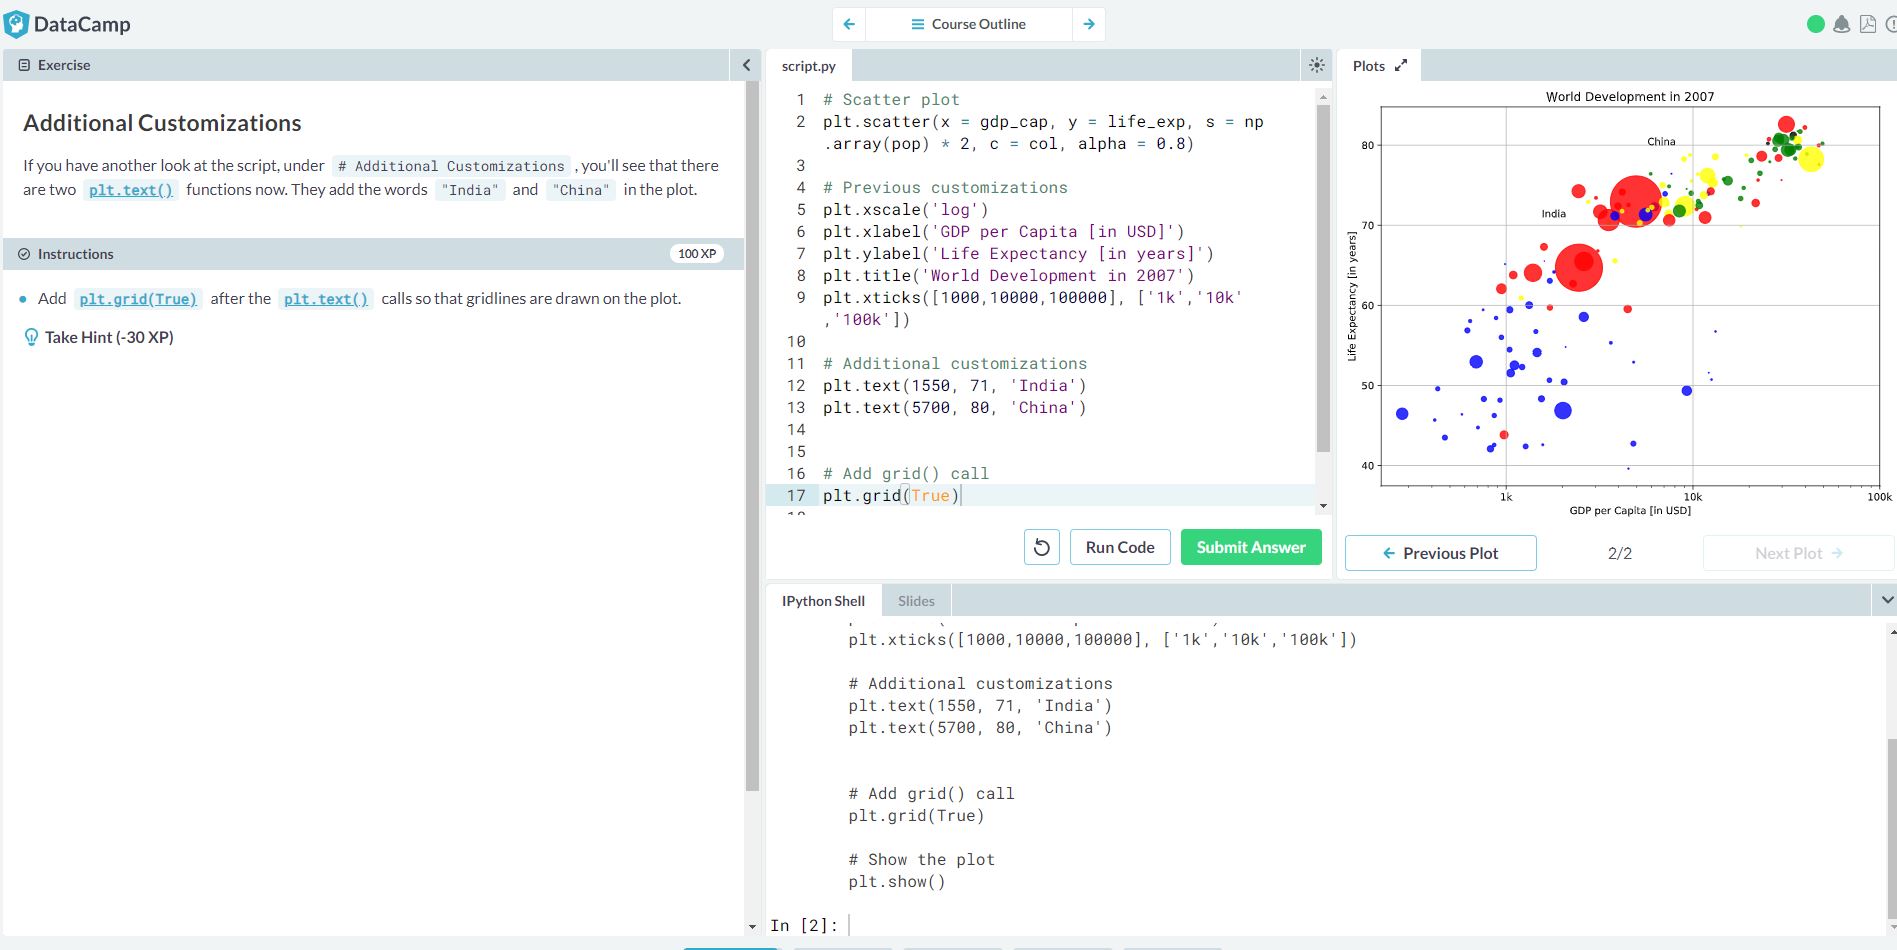 DataCamp
Course Outline
Exercise
Additional Customizations
If you have another look at the script, under # Additional Customizations , you'll see that there
are two plt.text() functions now. They add the words "India" and "China" in the plot.
Instructions
100 XP
Add plt.grid(True) after the plt.text() calls so that gridlines are drawn on the plot.
Take Hint (-30 XP)
script.py
1 # Scatter plot
2 plt.scatter(x = gdp_cap, y = life_exp, s = np
.array(pop) * 2, c = col, alpha = 0.8)
3
4 # Previous customizations
5 plt.xscale('log')
6 plt.xlabel('GDP per Capita [in USD]')
7 plt.ylabel('Life Expectancy [in years]')
8 plt.title('World Development in 2007')
9 plt.xticks([1000,10000,100000], ['1k','10k'
,'100k'])
10
11 # Additional customizations
12 plt.text(1550, 71, 'India')
13 plt.text(5700, 80, 'China')
14
15
16 # Add grid() call
17 plt.grid(True)
Run Code
Submit Answer
Plots
World Development in 2007
China
India
Life Expectancy [in years]
80
70
60
50
40
1k 10k 100k
GDP per Capita [in USD]
Previous Plot
2/2
Next Plot
IPython Shell
Slides
plt.xticks([1000,10000,100000], ['1k','10k','100k'])
# Additional customizations
plt.text(1550, 71, 'India')
plt.text(5700, 80, 'China')
# Add grid() call
plt.grid(True)
# Show the plot
plt.show()
In [2]: